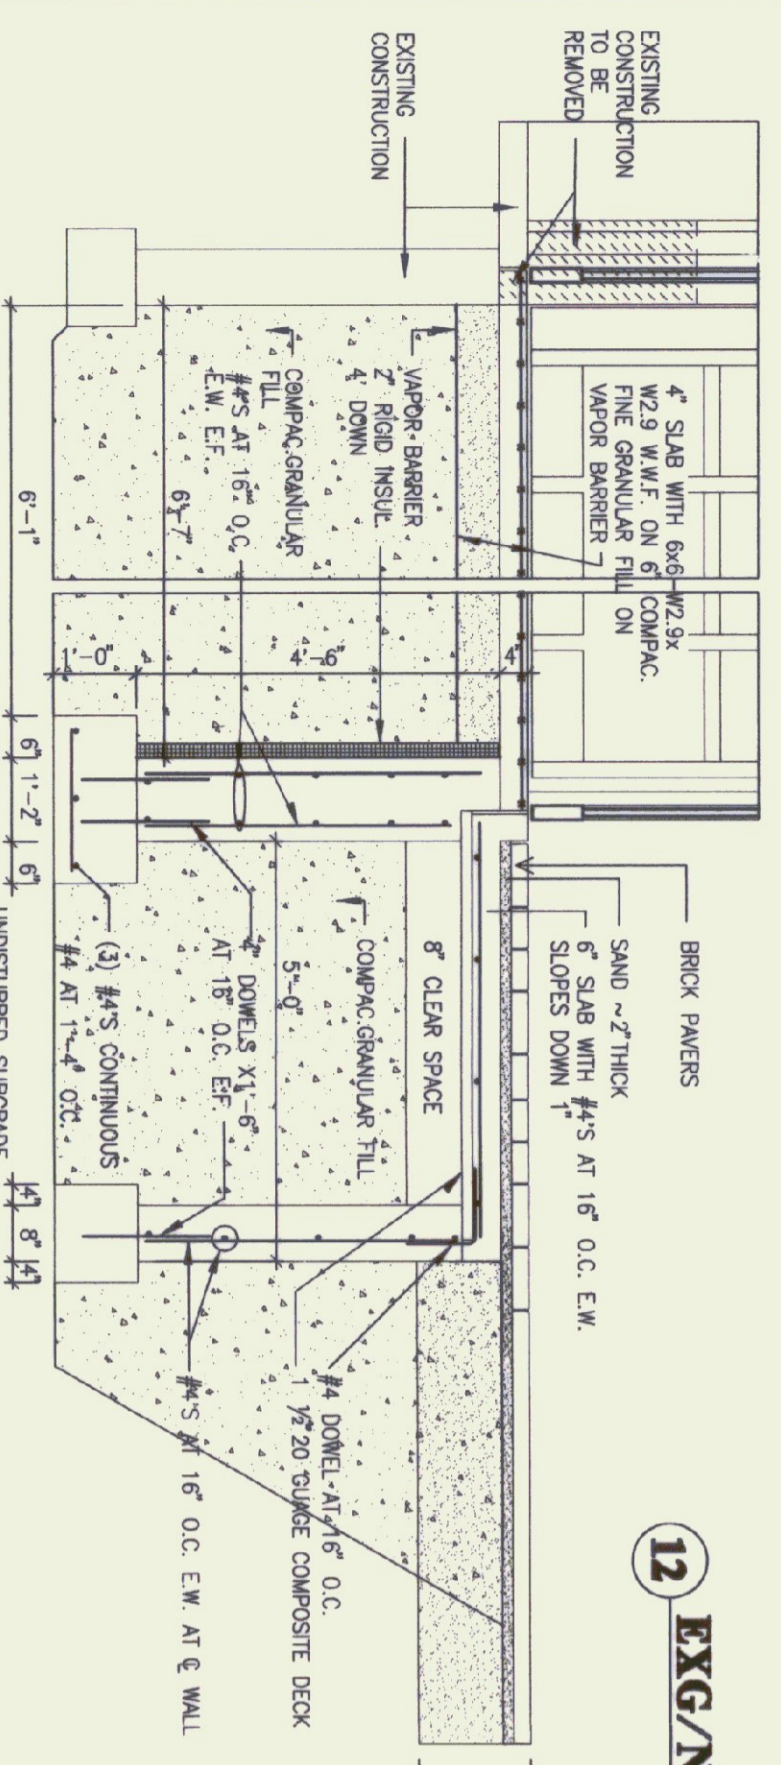 EXISTING
CONSTRUCTION
TO BE
REMOVED
EXISTING
CONSTRUCTION
4" SLAB WITH 6x6-W2.9x
W2.9 W.W.F. ON 6" COMPAC.
FINE GRANULAR FILL ON
VAPOR BARRIER
VAPOR BARRIER
2" RIGID INSUL.
4' DOWN
COMPAC.GRANULAR
FILL
#4'S AT 16" O.C.
E.W. E.F.
6'-1"
1'-0"
4'-6"
4"
6"
1'-2"
6"
BRICK PAVERS
SAND ~2"THICK
6" SLAB WITH #4'S AT 16" O.C. E.W.
SLOPES DOWN 1"
8" CLEAR SPACE
COMPAC.GRANULAR FILL
5'-0"
DOWELS X1'-6"
O.C. E.F.
(3) #4'S CONTINUOUS
#4 AT 1'-4" O.C.
4"
8"
4"
#4 DOWEL AT 16" O.C.
1 ½" 20 GUAGE COMPOSITE DECK
#4'S AT 16" O.C. E.W. AT ℄ WALL
12
EXG/N